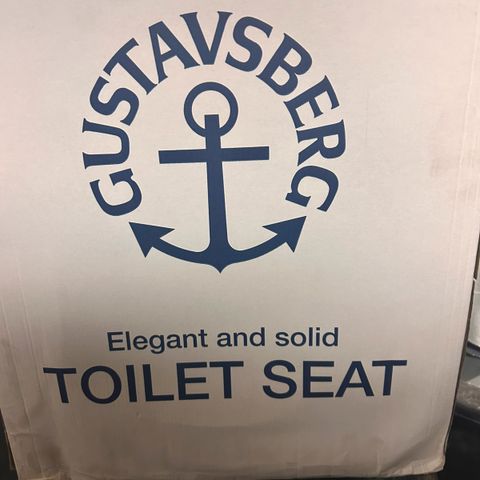 GUSTAVSBERG
Elegant and solid
TOILET SEAT